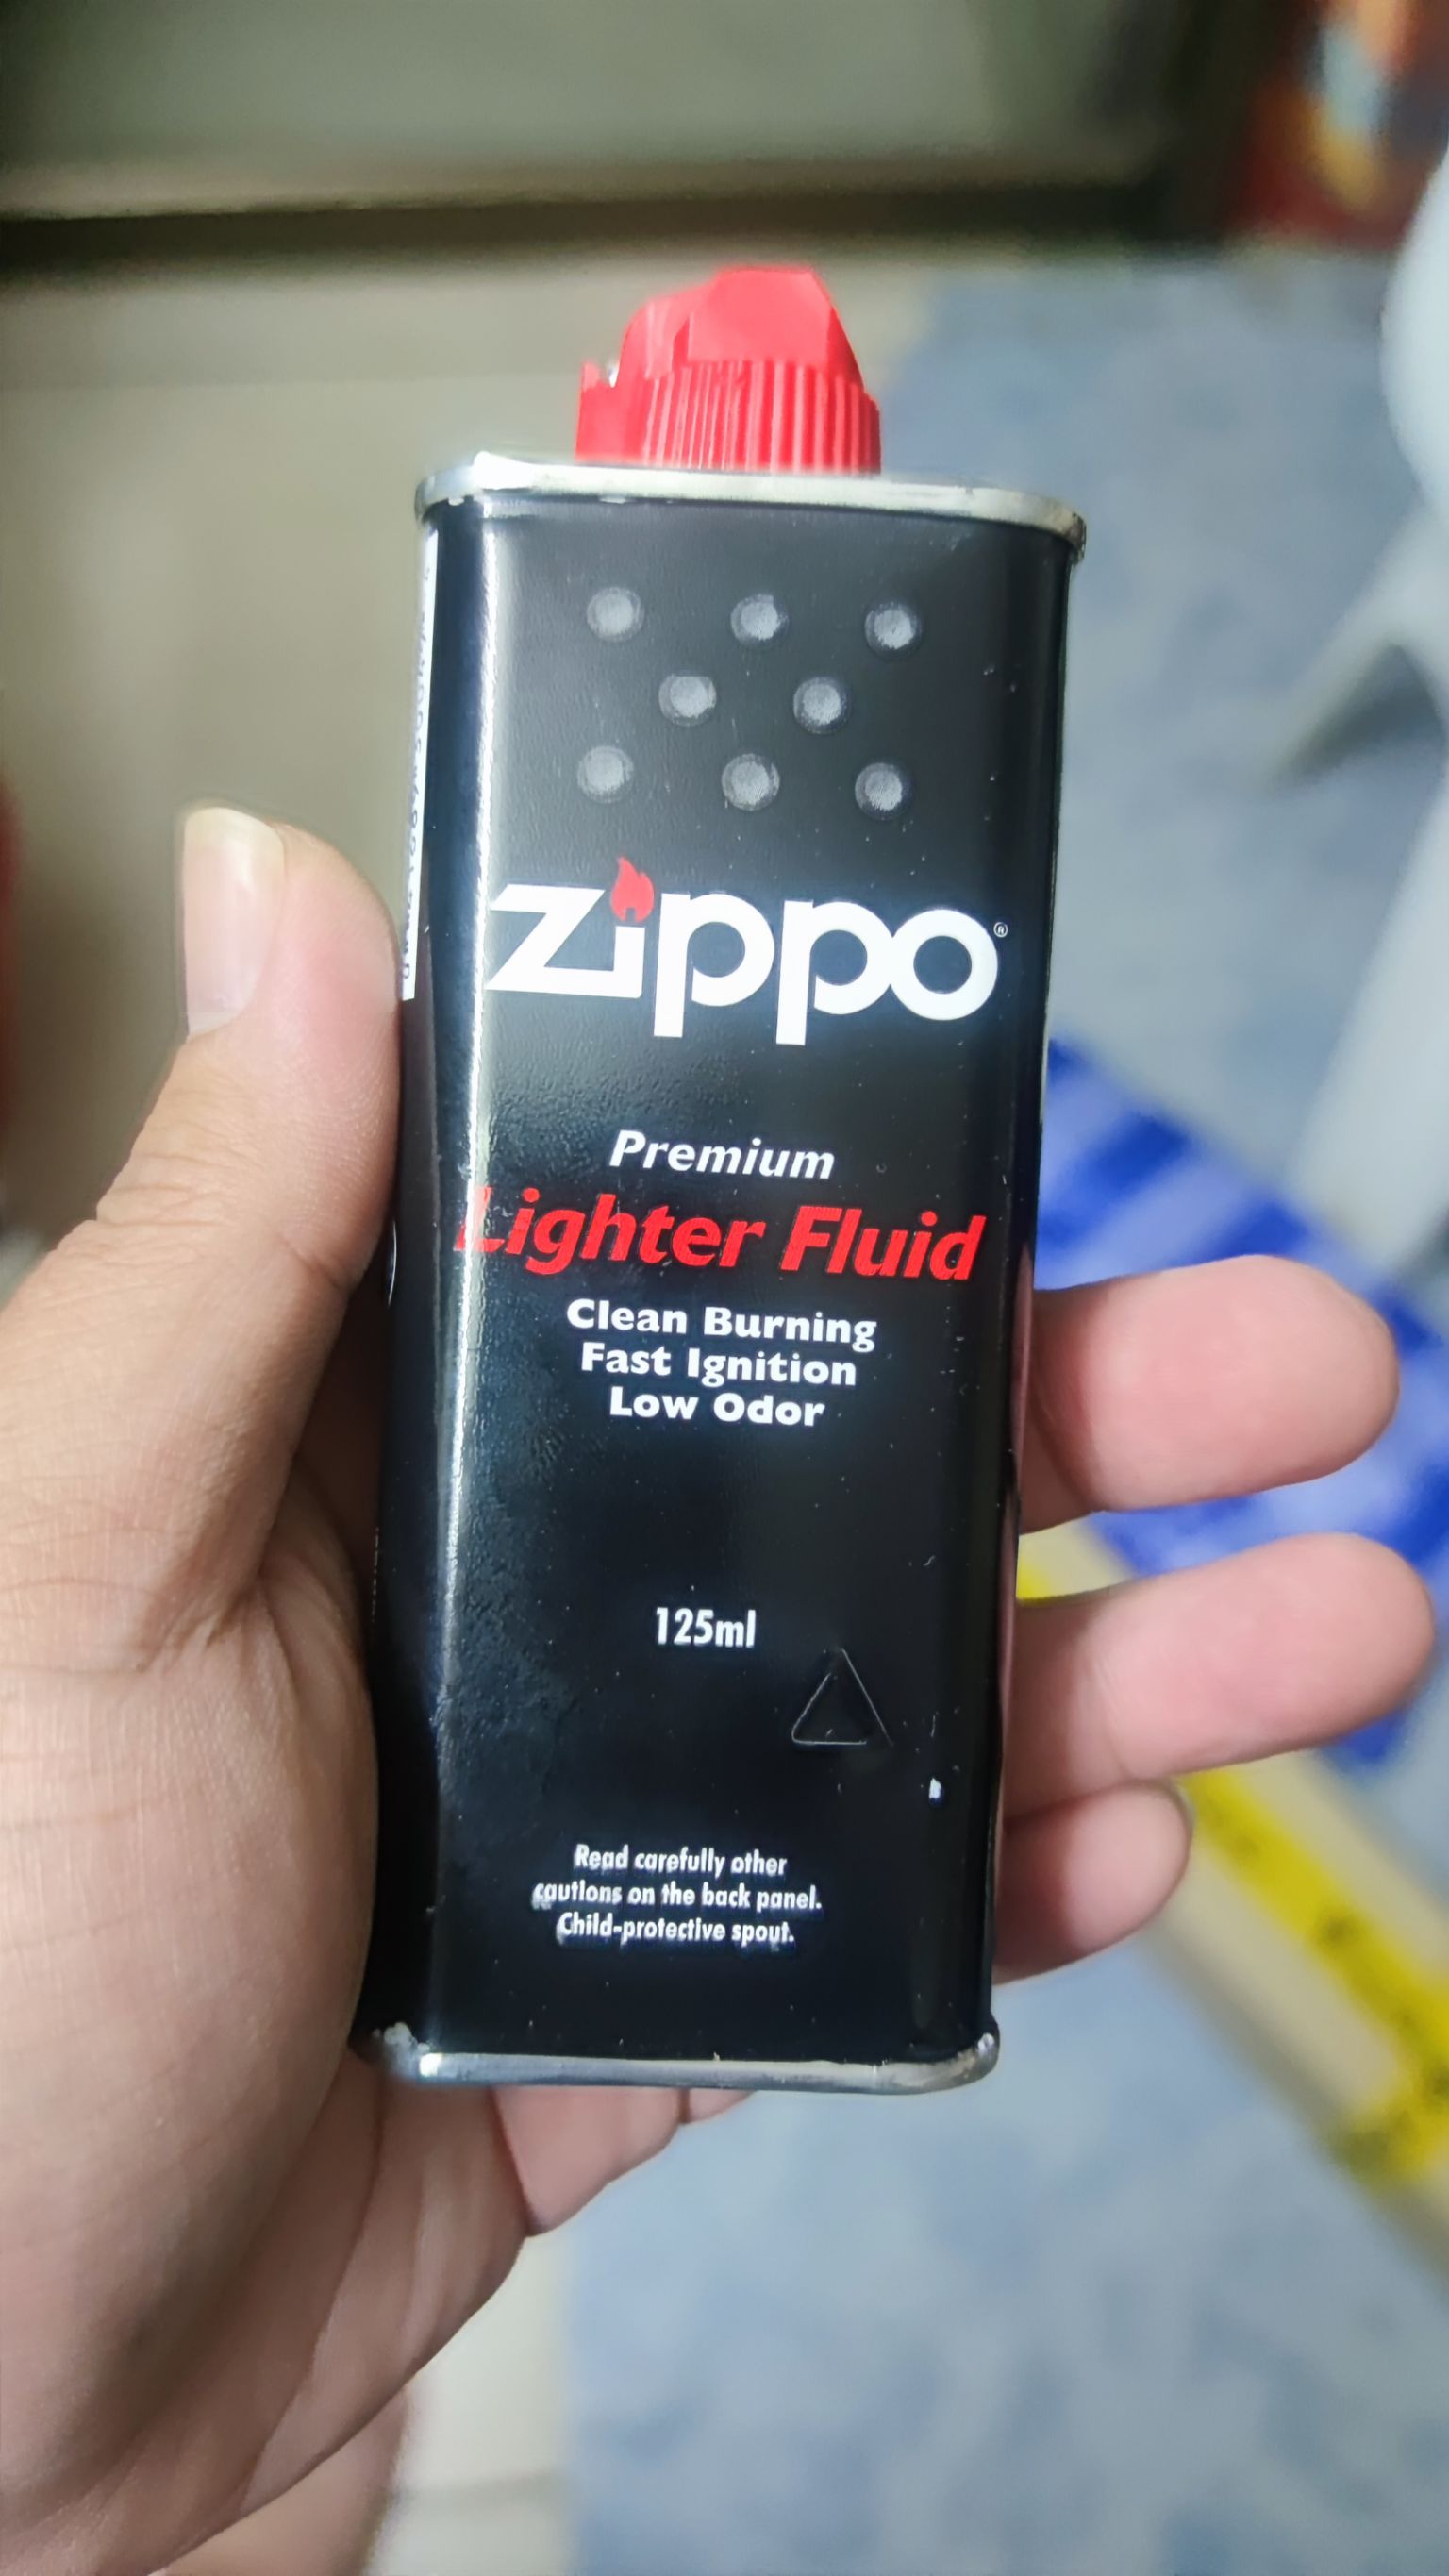 zippo®
Premium
Lighter Fluid
Clean Burning
Fast Ignition
Low Odor
125ml
Read carefully other
cautions on the back panel.
Child-protective spout.